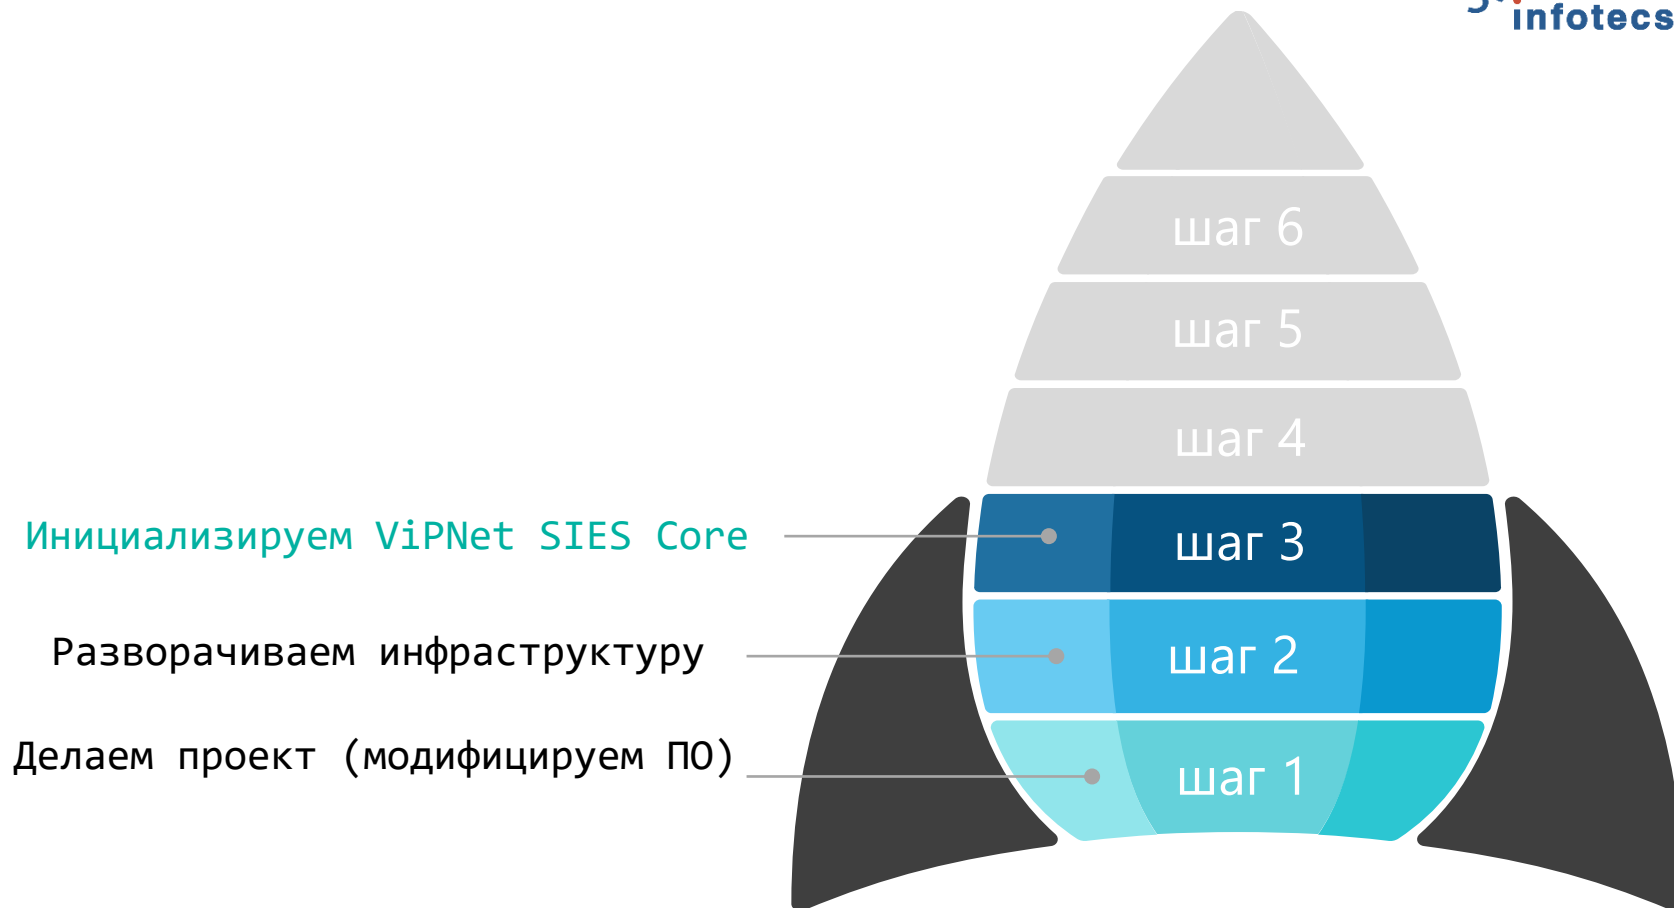 infotecs
шаг 6
шаг 5
шаг 4
Инициализируем ViPNet SIES Core
шаг 3
Разворачиваем инфраструктуру
шаг 2
Делаем проект (модифицируем ПО)
шаг 1